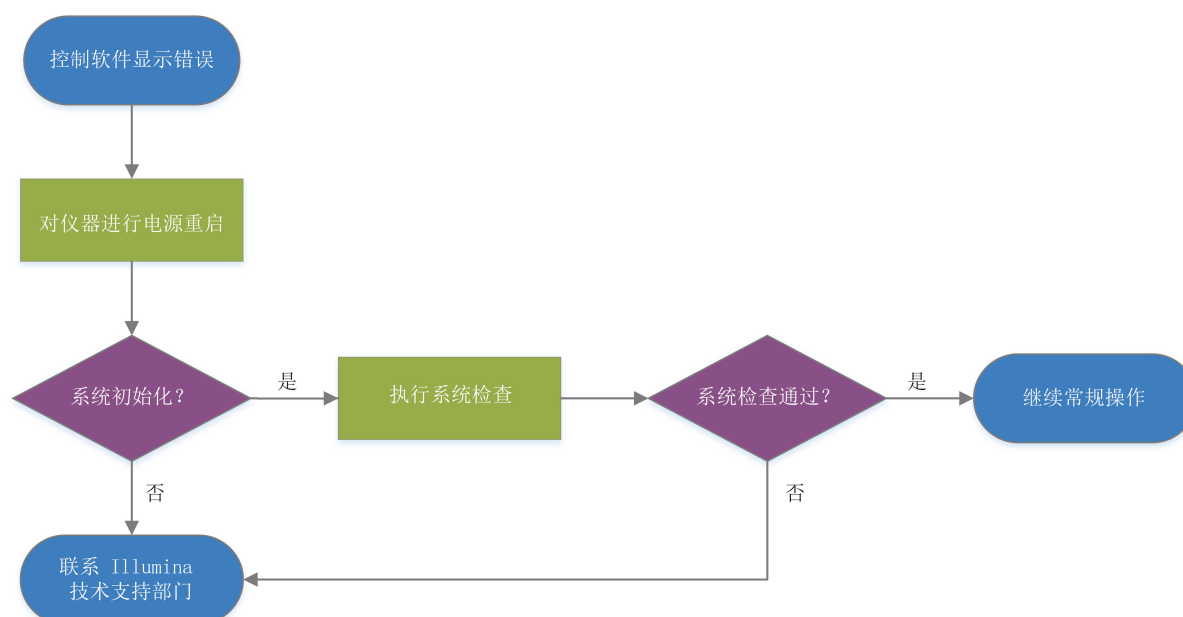 控制软件显示错误
对仪器进行电源重启
系统初始化?
是
执行系统检查
系统检查通过?
是
继续常规操作
否
否
联系 Illumina
技术支持部门